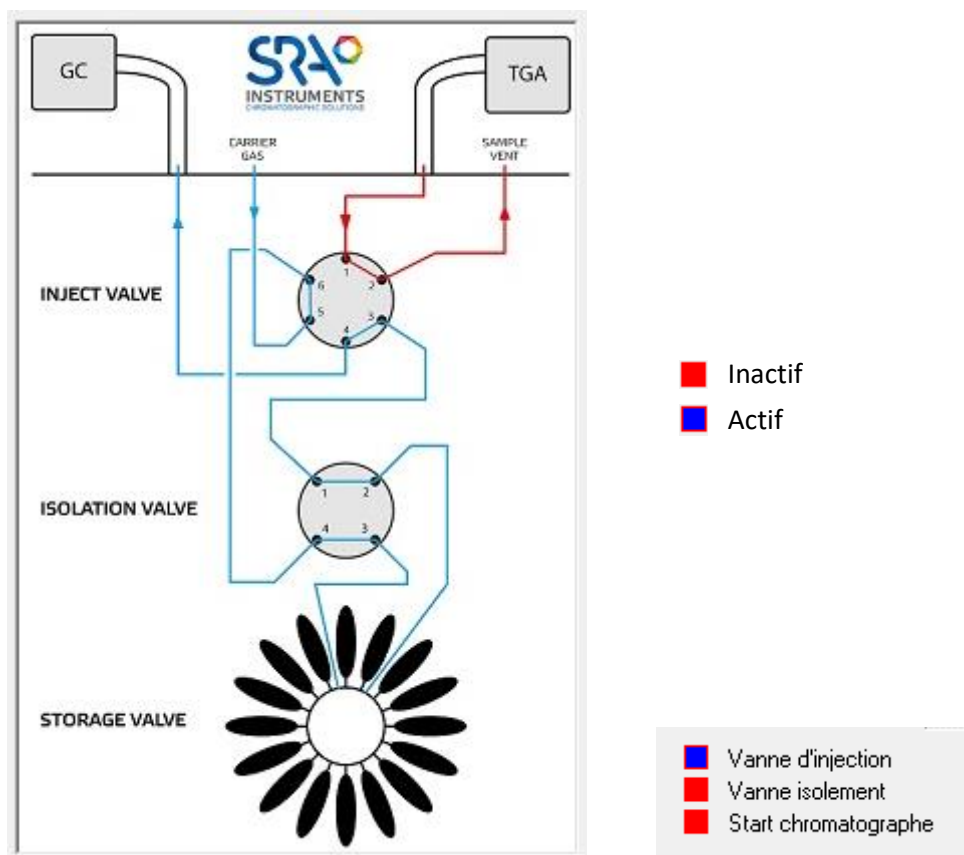 GC
SRA
INSTRUMENTS
CHROMATOGRAPHIC SOLUTIONS
TGA
CARRIER
GAS
SAMPLE
VENT
INJECT VALVE
1
6
2
5
3
4
Inactif
Actif
ISOLATION VALVE
1
2
4
3
STORAGE VALVE
Vanne d'injection
Vanne isolement
Start chromatographe